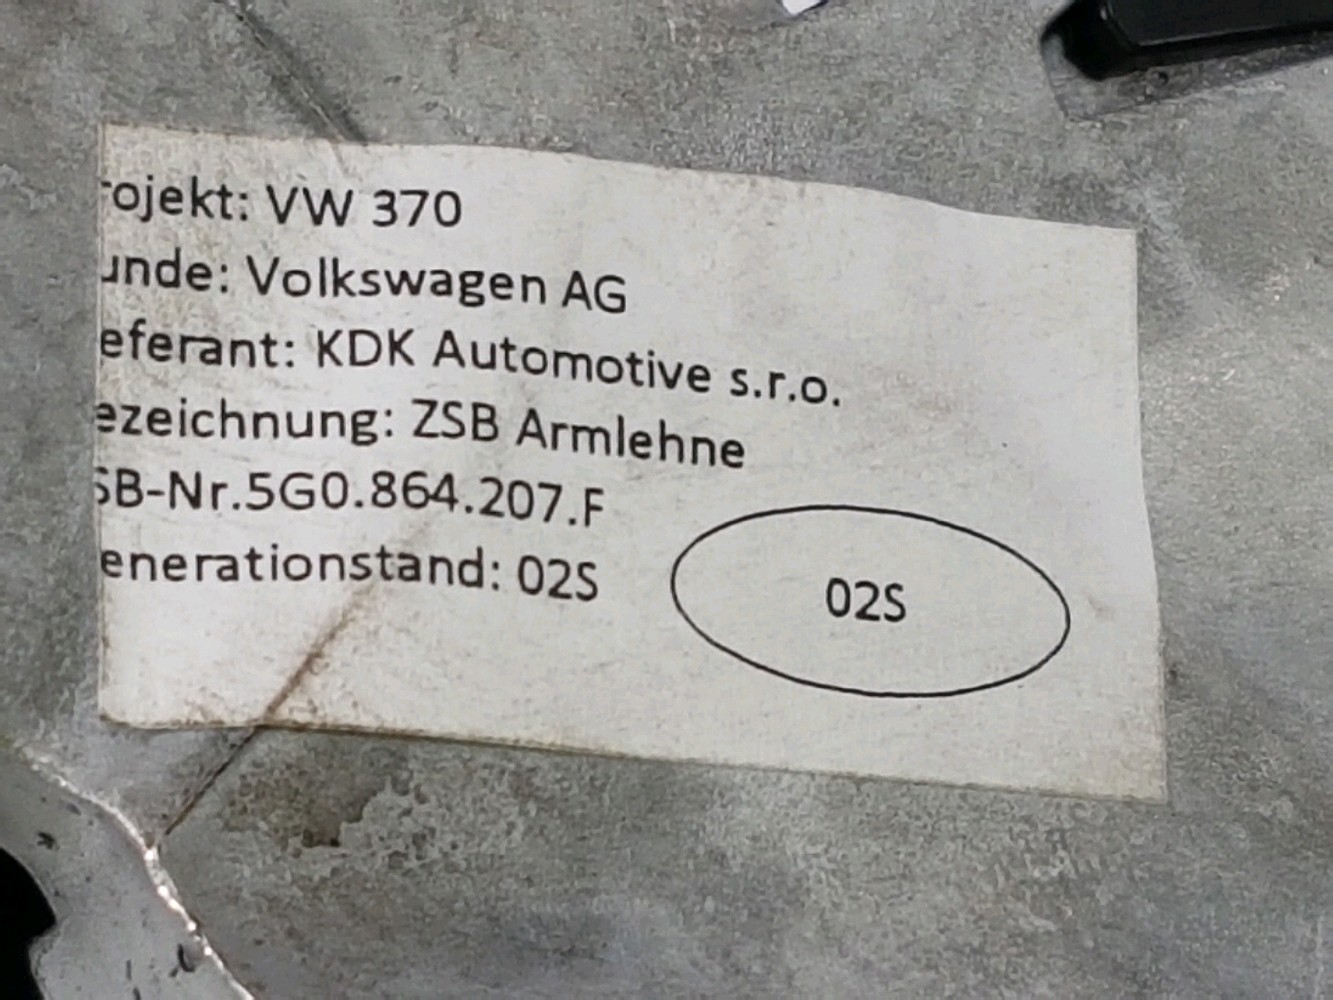 rojekt: VW 370
unde: Volkswagen AG
eferant: KDK Automotive s.r.o.
ezeichnung: ZSB Armlehne
SB-Nr.5G0.864.207.F
enerationstand: 02S
02S